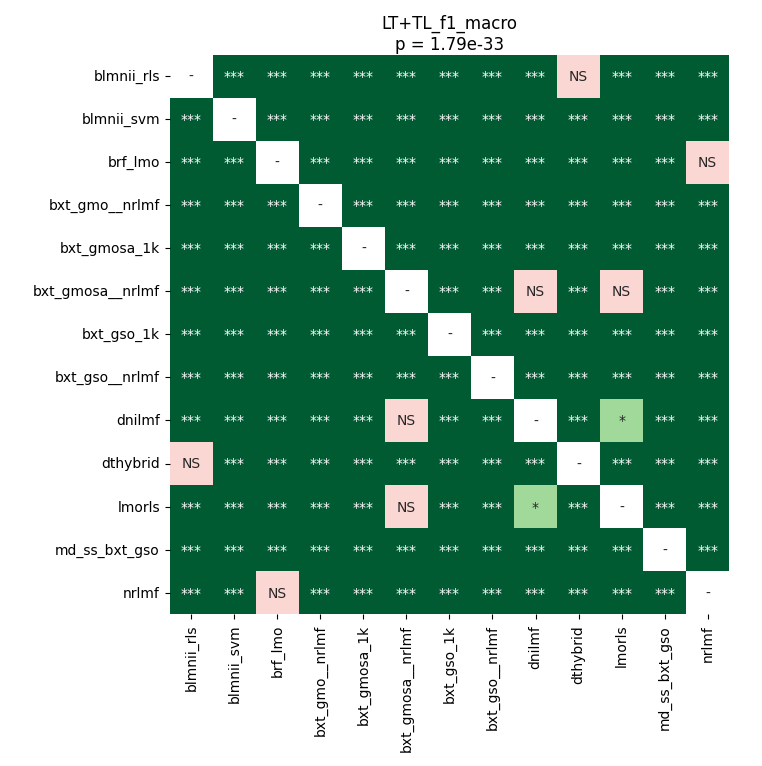 LT+TL_f1_macro
p = 1.79e-33
blmnii_rls - *** *** *** *** *** *** *** *** NS *** *** ***
blmnii_svm *** - *** *** *** *** *** *** *** *** *** *** ***
brf_lmo *** *** - *** *** *** *** *** *** *** *** *** NS
bxt_gmo__nrlmf *** *** *** - *** *** *** *** *** *** *** *** ***
bxt_gmosa_1k *** *** *** *** - *** *** *** *** *** *** *** ***
bxt_gmosa__nrlmf *** *** *** *** *** - *** *** NS *** NS *** ***
bxt_gso_1k *** *** *** *** *** *** - *** *** *** *** *** ***
bxt_gso__nrlmf *** *** *** *** *** *** *** - *** *** *** *** ***
dnilmf *** *** *** *** *** NS *** *** - *** * *** ***
dthybrid NS *** *** *** *** *** *** *** *** - *** *** ***
lmorls *** *** *** *** *** NS *** *** * *** - *** ***
md_ss_bxt_gso *** *** *** *** *** *** *** *** *** *** *** - ***
nrlmf *** *** NS *** *** *** *** *** *** *** *** *** -
blmnii_rls
blmnii_svm
brf_lmo
bxt_gmo__nrlmf
bxt_gmosa_1k
bxt_gmosa__nrlmf
bxt_gso_1k
bxt_gso__nrlmf
dnilmf
dthybrid
lmorls
md_ss_bxt_gso
nrlmf